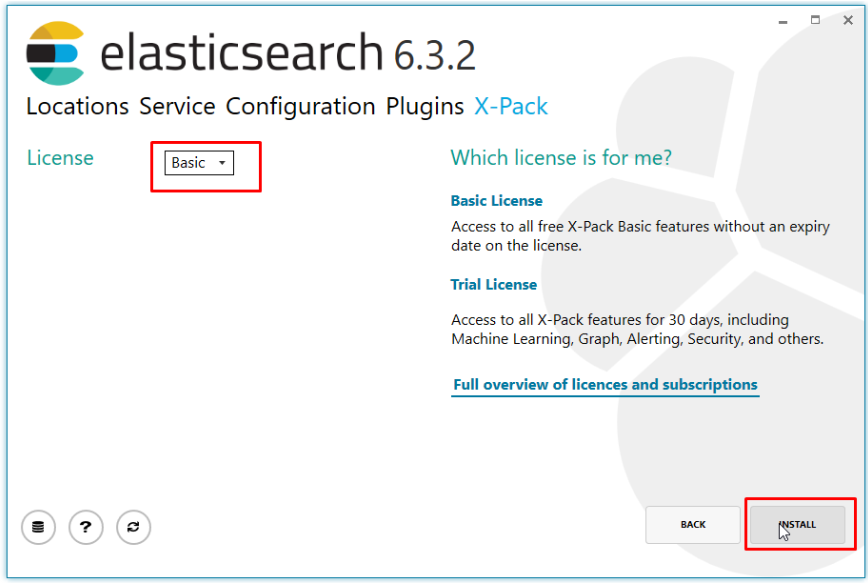 elasticsearch 6.3.2
Locations Service Configuration Plugins X-Pack
License
Basic
Which license is for me?
Basic License
Access to all free X-Pack Basic features without an expiry
date on the license.
Trial License
Access to all X-Pack features for 30 days, including
Machine Learning, Graph, Alerting, Security, and others.
Full overview of licences and subscriptions
?
BACK
INSTALL